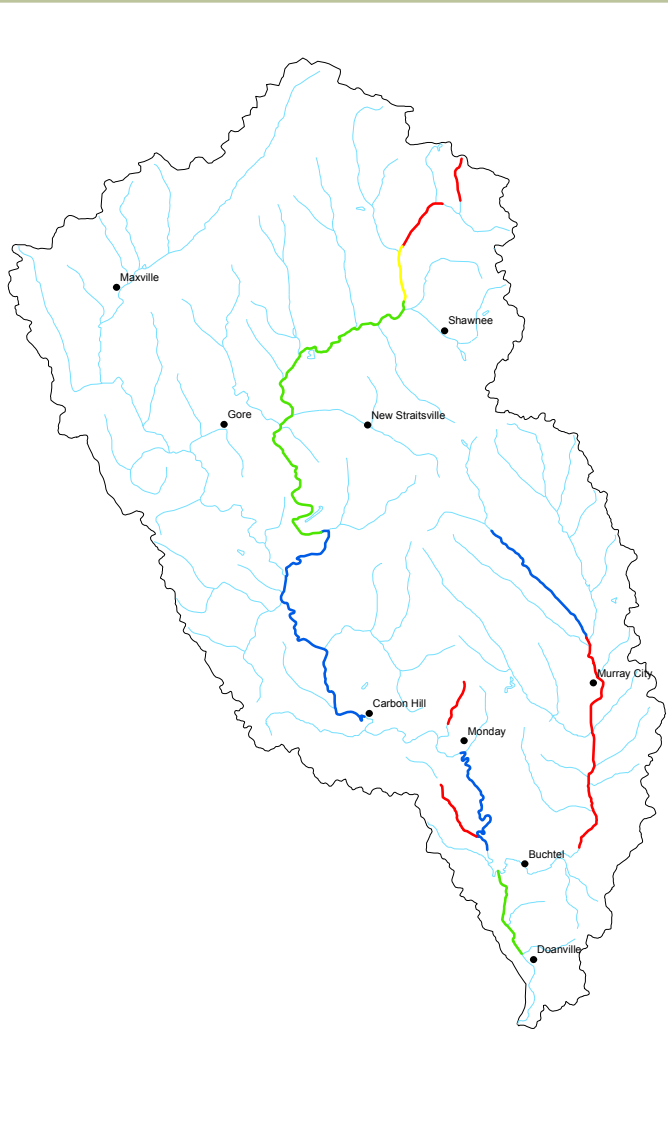 Maxville
Shawnee
Gore
New Straitsville
Murray City
Carbon Hill
Monday
Buchtel
Doanville